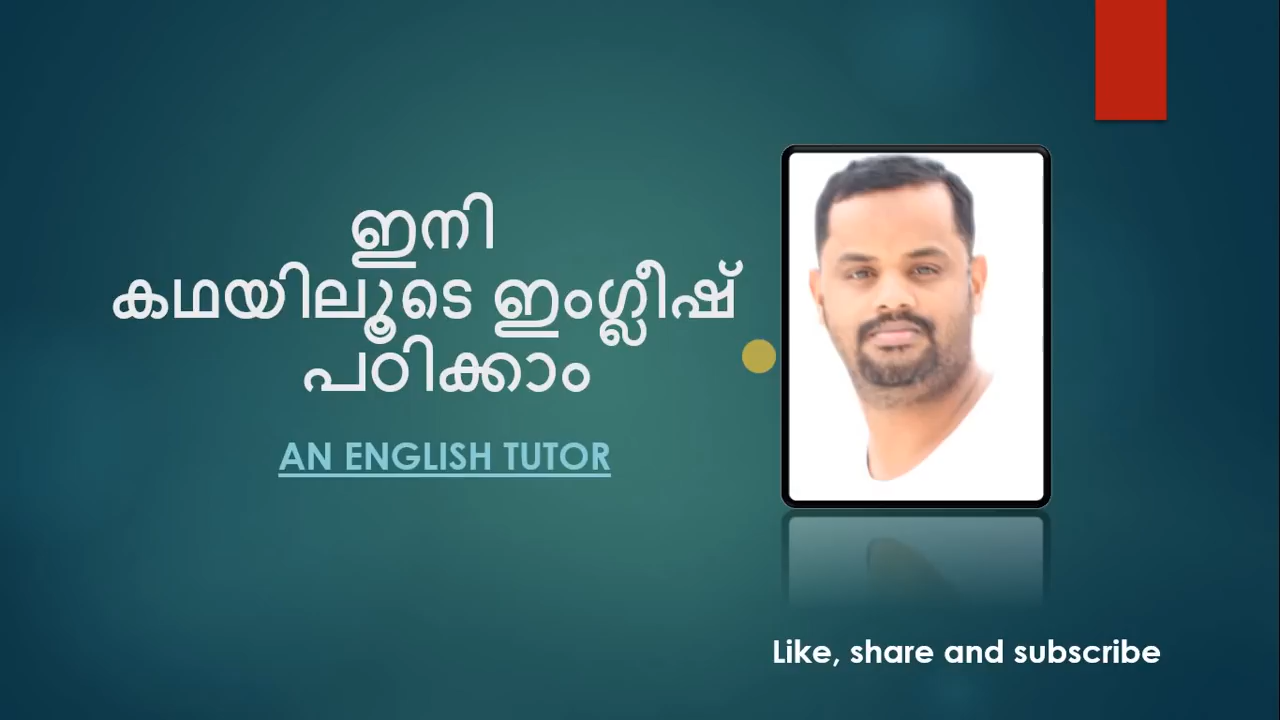 ഇനി
കഥയിലൂടെ ഇംഗ്ലീഷ്
പഠിക്കാം
AN ENGLISH TUTOR
Like, share and subscribe